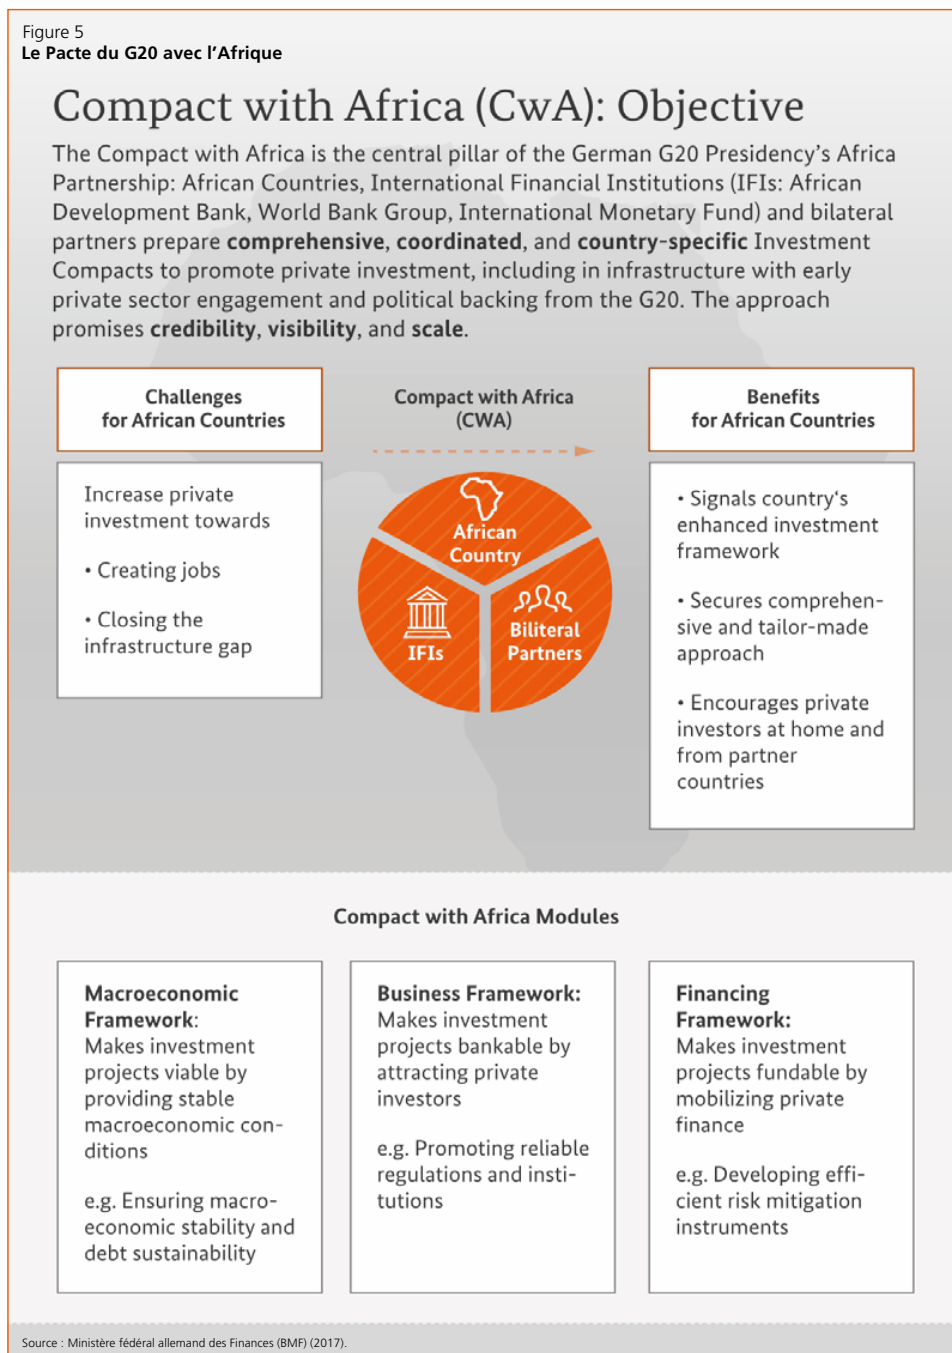 Figure 5
Le Pacte du G20 avec l’Afrique
Compact with Africa (CwA): Objective
The Compact with Africa is the central pillar of the German G20 Presidency’s Africa
Partnership: African Countries, International Financial Institutions (IFIs: African
Development Bank, World Bank Group, International Monetary Fund) and bilateral
partners prepare comprehensive, coordinated, and country-specific Investment
Compacts to promote private investment, including in infrastructure with early
private sector engagement and political backing from the G20. The approach
promises credibility, visibility, and scale.
Challenges
for African Countries
Increase private
investment towards
• Creating jobs
• Closing the
infrastructure gap
Compact with Africa
(CWA)
African
Country
IFIs
Biliteral
Partners
Benefits
for African Countries
• Signals country‘s
enhanced investment
framework
• Secures comprehen-
sive and tailor-made
approach
• Encourages private
investors at home and
from partner
countries
Compact with Africa Modules
Macroeconomic
Framework:
Makes investment
projects viable by
providing stable
macroeconomic con-
ditions
e.g. Ensuring macro-
economic stability and
debt sustainability
Business Framework:
Makes investment
projects bankable by
attracting private
investors
e.g. Promoting reliable
regulations and insti-
tutions
Financing
Framework:
Makes investment
projects fundable by
mobilizing private
finance
e.g. Developing effi-
cient risk mitigation
instruments
Source : Ministère fédéral allemand des Finances (BMF) (2017).